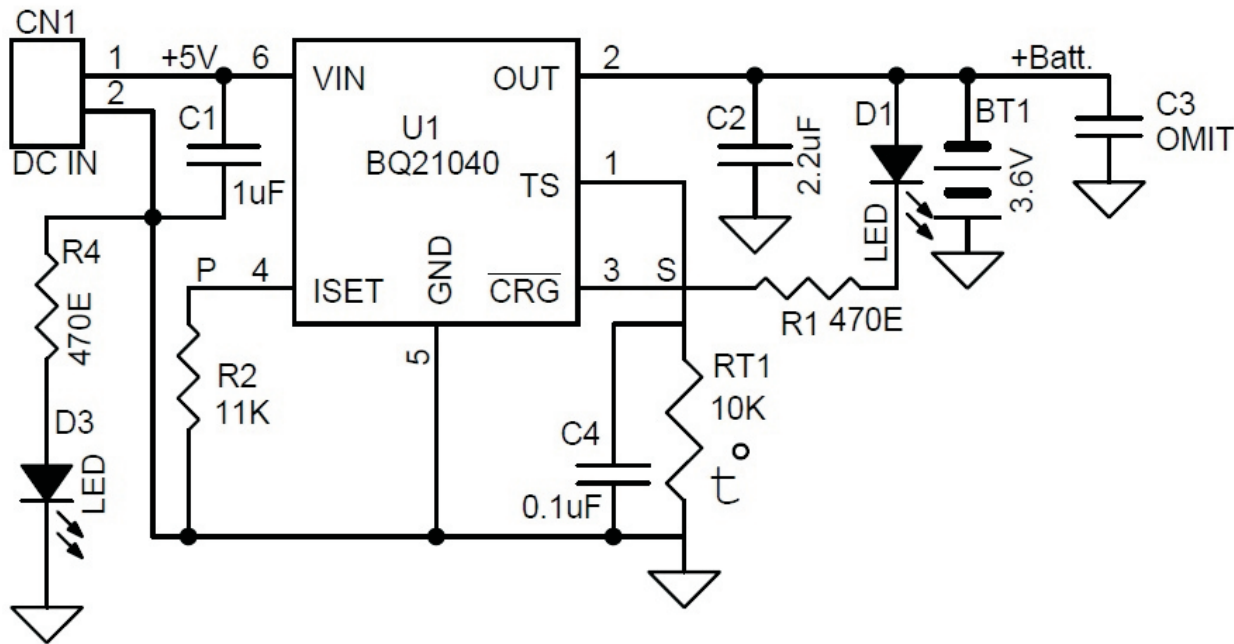 CN1
1
+5V
6
2
DC IN
C1
1uF
VIN
OUT
U1
BQ21040
TS
ISET
GND
CRG
2
1
3
S
4
P
5
+Batt.
C2
2.2uF
D1
LED
BT1
3.6V
C3
OMIT
R4
470E
D3
LED
R2
11K
R1 470E
RT1
10K
t°
C4
0.1uF